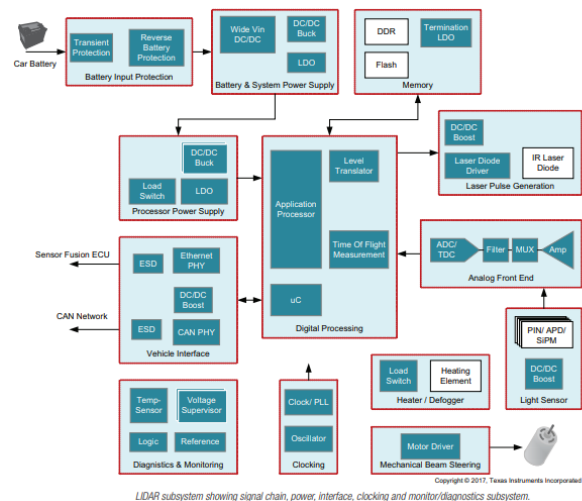 Car Battery
Transient
Protection
Reverse
Battery
Protection
Battery Input Protection
Wide Vin
DC/DC
DC/DC
Buck
LDO
Battery & System Power Supply
DDR
Termination
LDO
Flash
Memory
DC/DC
Buck
Load
Switch
LDO
Processor Power Supply
Application
Processor
Level
Translator
Time Of Flight
Measurement
uC
Digital Processing
DC/DC
Boost
Laser Diode
Driver
IR Laser
Diode
Laser Pulse Generation
Sensor Fusion ECU
CAN Network
ESD
Ethernet
PHY
DC/DC
Boost
ESD
CAN PHY
Vehicle Interface
ADC/
TDC
Filter
MUX
Amp
Analog Front End
PIN/ APD/
SiPM
DC/DC
Boost
Light Sensor
Temp-
Sensor
Voltage
Supervisor
Logic
Reference
Diagnostics & Monitoring
Clock/ PLL
Oscillator
Clocking
Load
Switch
Heating
Element
Heater / Defogger
Motor Driver
Mechanical Beam Steering
Copyright © 2017, Texas Instruments Incorporated
LIDAR subsystem showing signal chain, power, interface, clocking and monitor/diagnostics subsystem.